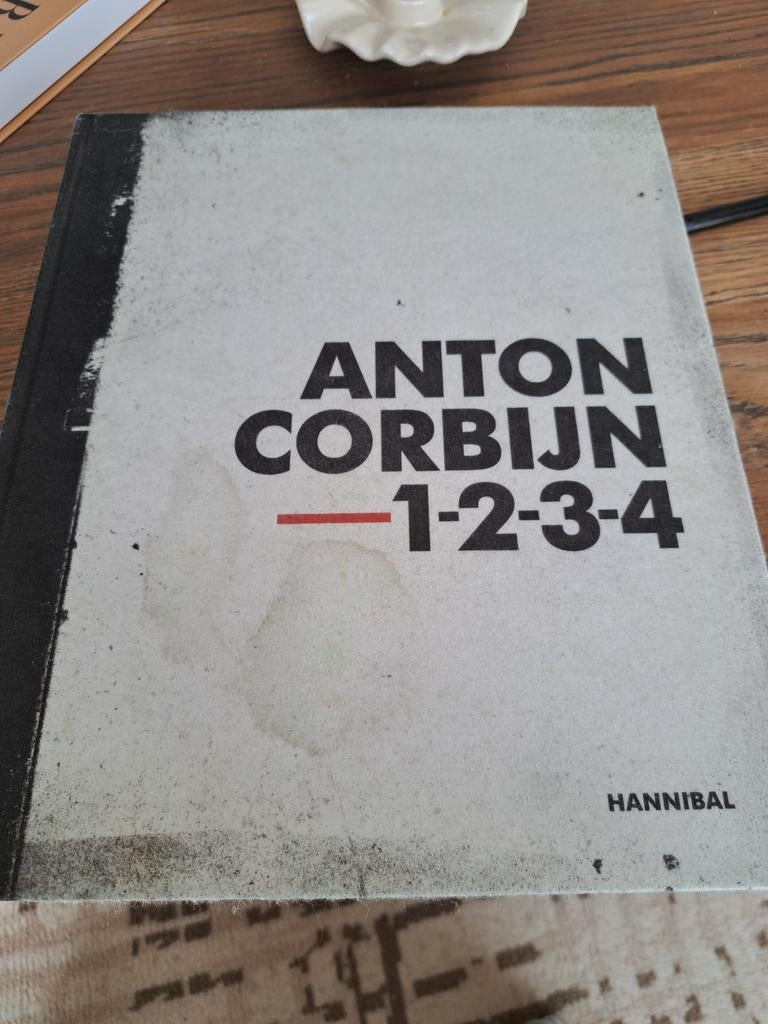 ANTON
CORBIJN
1-2-3-4
HANNIBAL